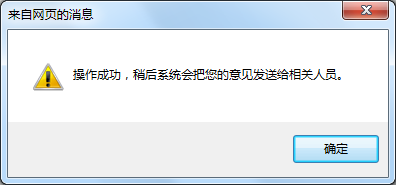 来自网页的消息
操作成功，稍后系统会把您的意见发送给相关人员。
确定